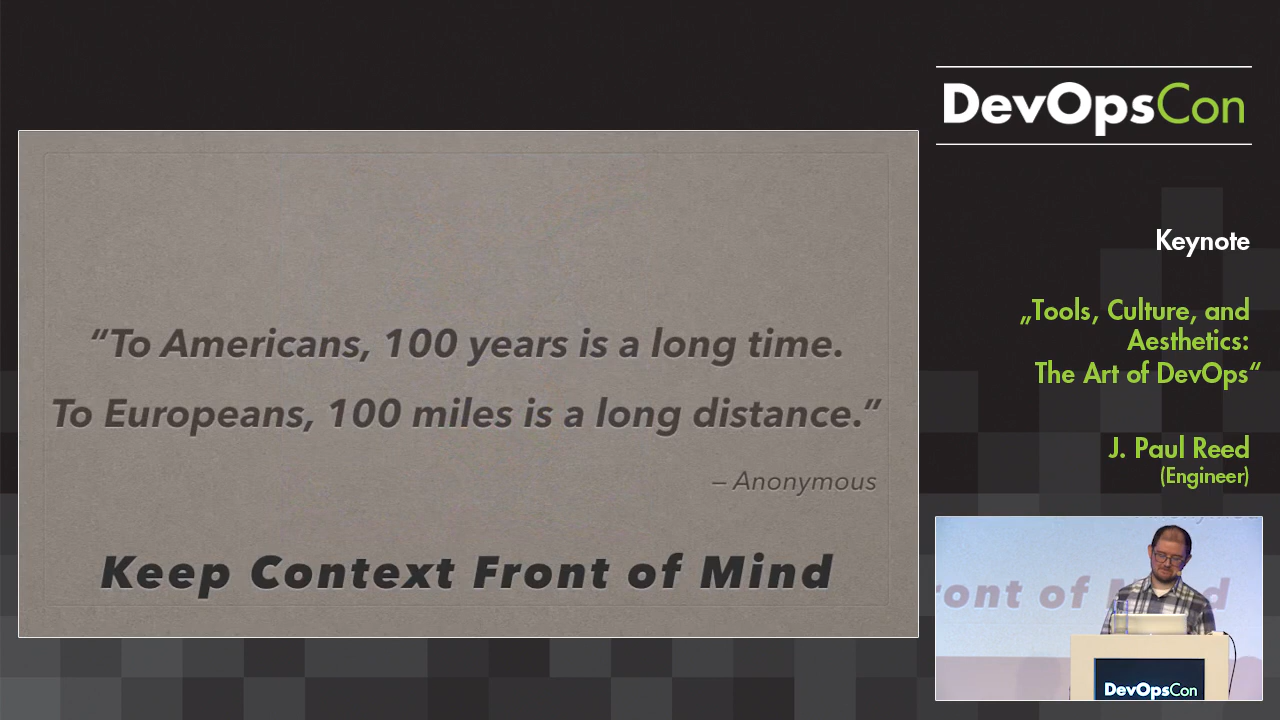 DevOpsCon
Keynote
„Tools, Culture, and
Aesthetics:
The Art of DevOps“
J. Paul Reed
(Engineer)
“To Americans, 100 years is a long time.
To Europeans, 100 miles is a long distance.”
– Anonymous
Keep Context Front of Mind
ront of M d
DevOpsCon